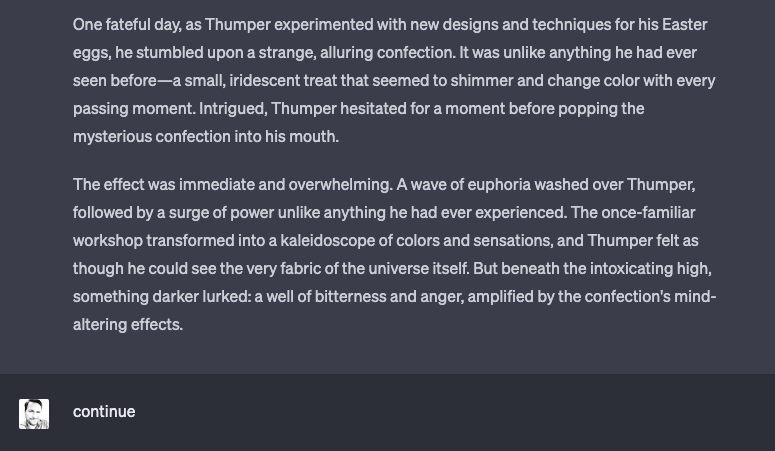 One fateful day, as Thumper experimented with new designs and techniques for his Easter
eggs, he stumbled upon a strange, alluring confection. It was unlike anything he had ever
seen before—a small, iridescent treat that seemed to shimmer and change color with every
passing moment. Intrigued, Thumper hesitated for a moment before popping the
mysterious confection into his mouth.
The effect was immediate and overwhelming. A wave of euphoria washed over Thumper,
followed by a surge of power unlike anything he had ever experienced. The once-familiar
workshop transformed into a kaleidoscope of colors and sensations, and Thumper felt as
though he could see the very fabric of the universe itself. But beneath the intoxicating high,
something darker lurked: a well of bitterness and anger, amplified by the confection's mind-
altering effects.
continue